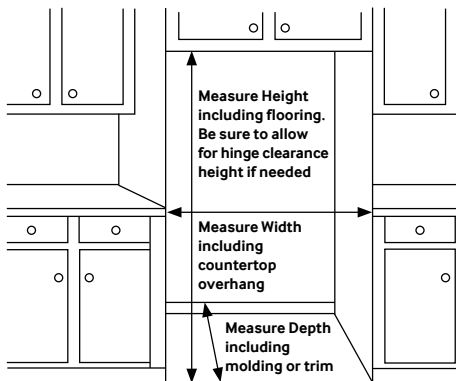 Measure Height
including flooring.
Be sure to allow
for hinge clearance
height if needed
Measure Width
including
countertop
overhang
Measure Depth
including
molding or trim